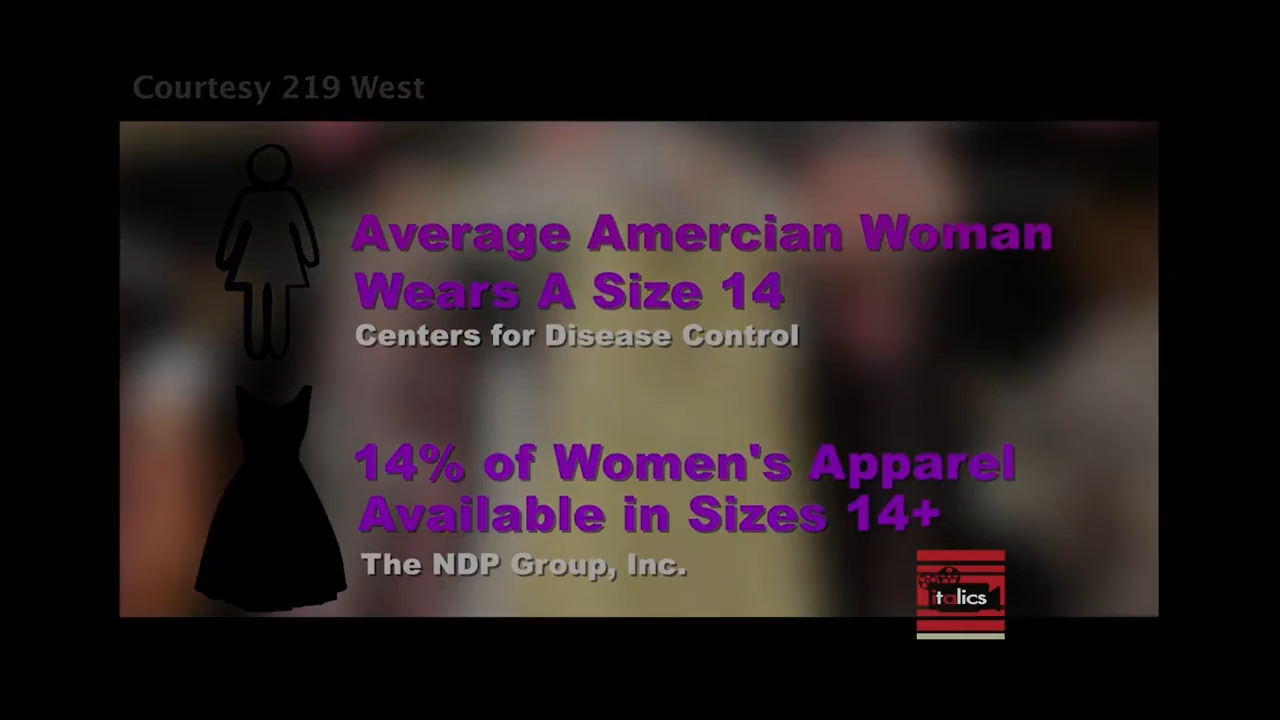 Courtesy 219 West
Average Amercian Woman
Wears A Size 14
Centers for Disease Control
14% of Women's Apparel
Available in Sizes 14+
The NDP Group, Inc.
italics